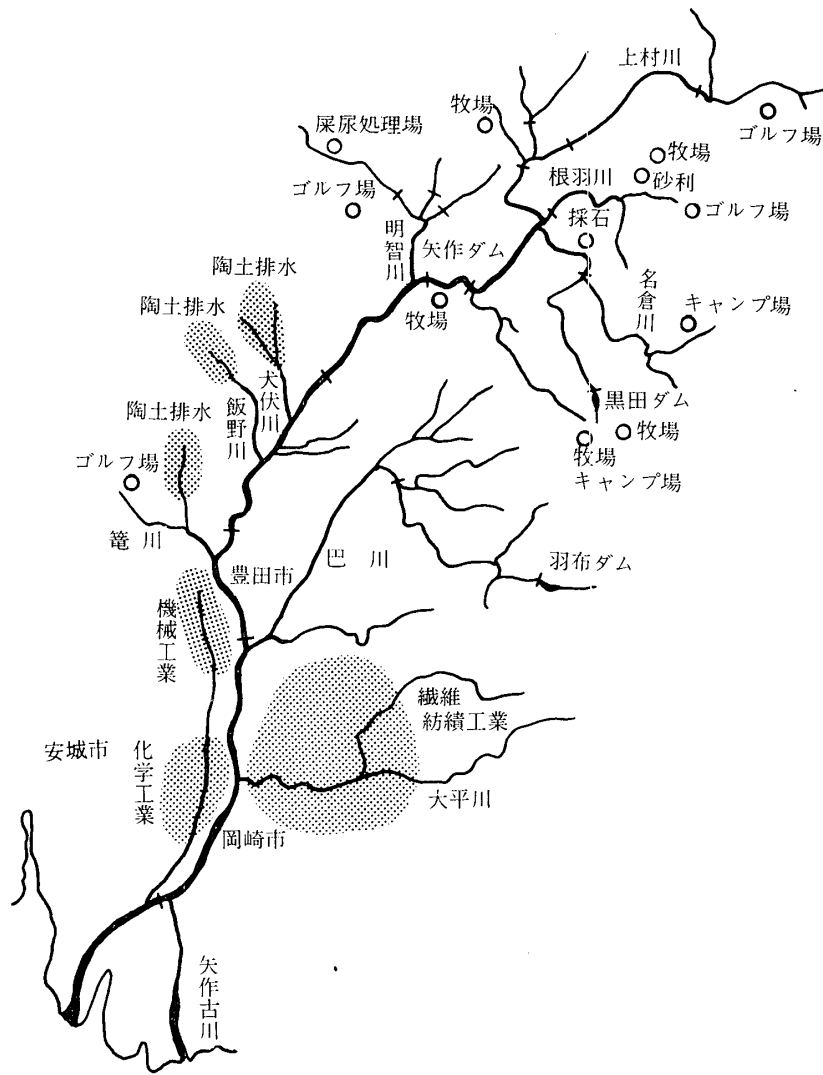 上村川
牧場
屎尿処理場
ゴルフ場
牧場
根羽川
砂利
ゴルフ場
採石
ゴルフ場
明智川
矢作ダム
陶土排水
名倉川
キャンプ場
陶土排水
牧場
犬伏川
飯野川
黒田ダム
陶土排水
牧場
牧場
キャンプ場
ゴルフ場
篭川
巴川
羽布ダム
豊田市
機械工業
繊維
紡績工業
安城市
化学工業
大平川
岡崎市
矢作古川